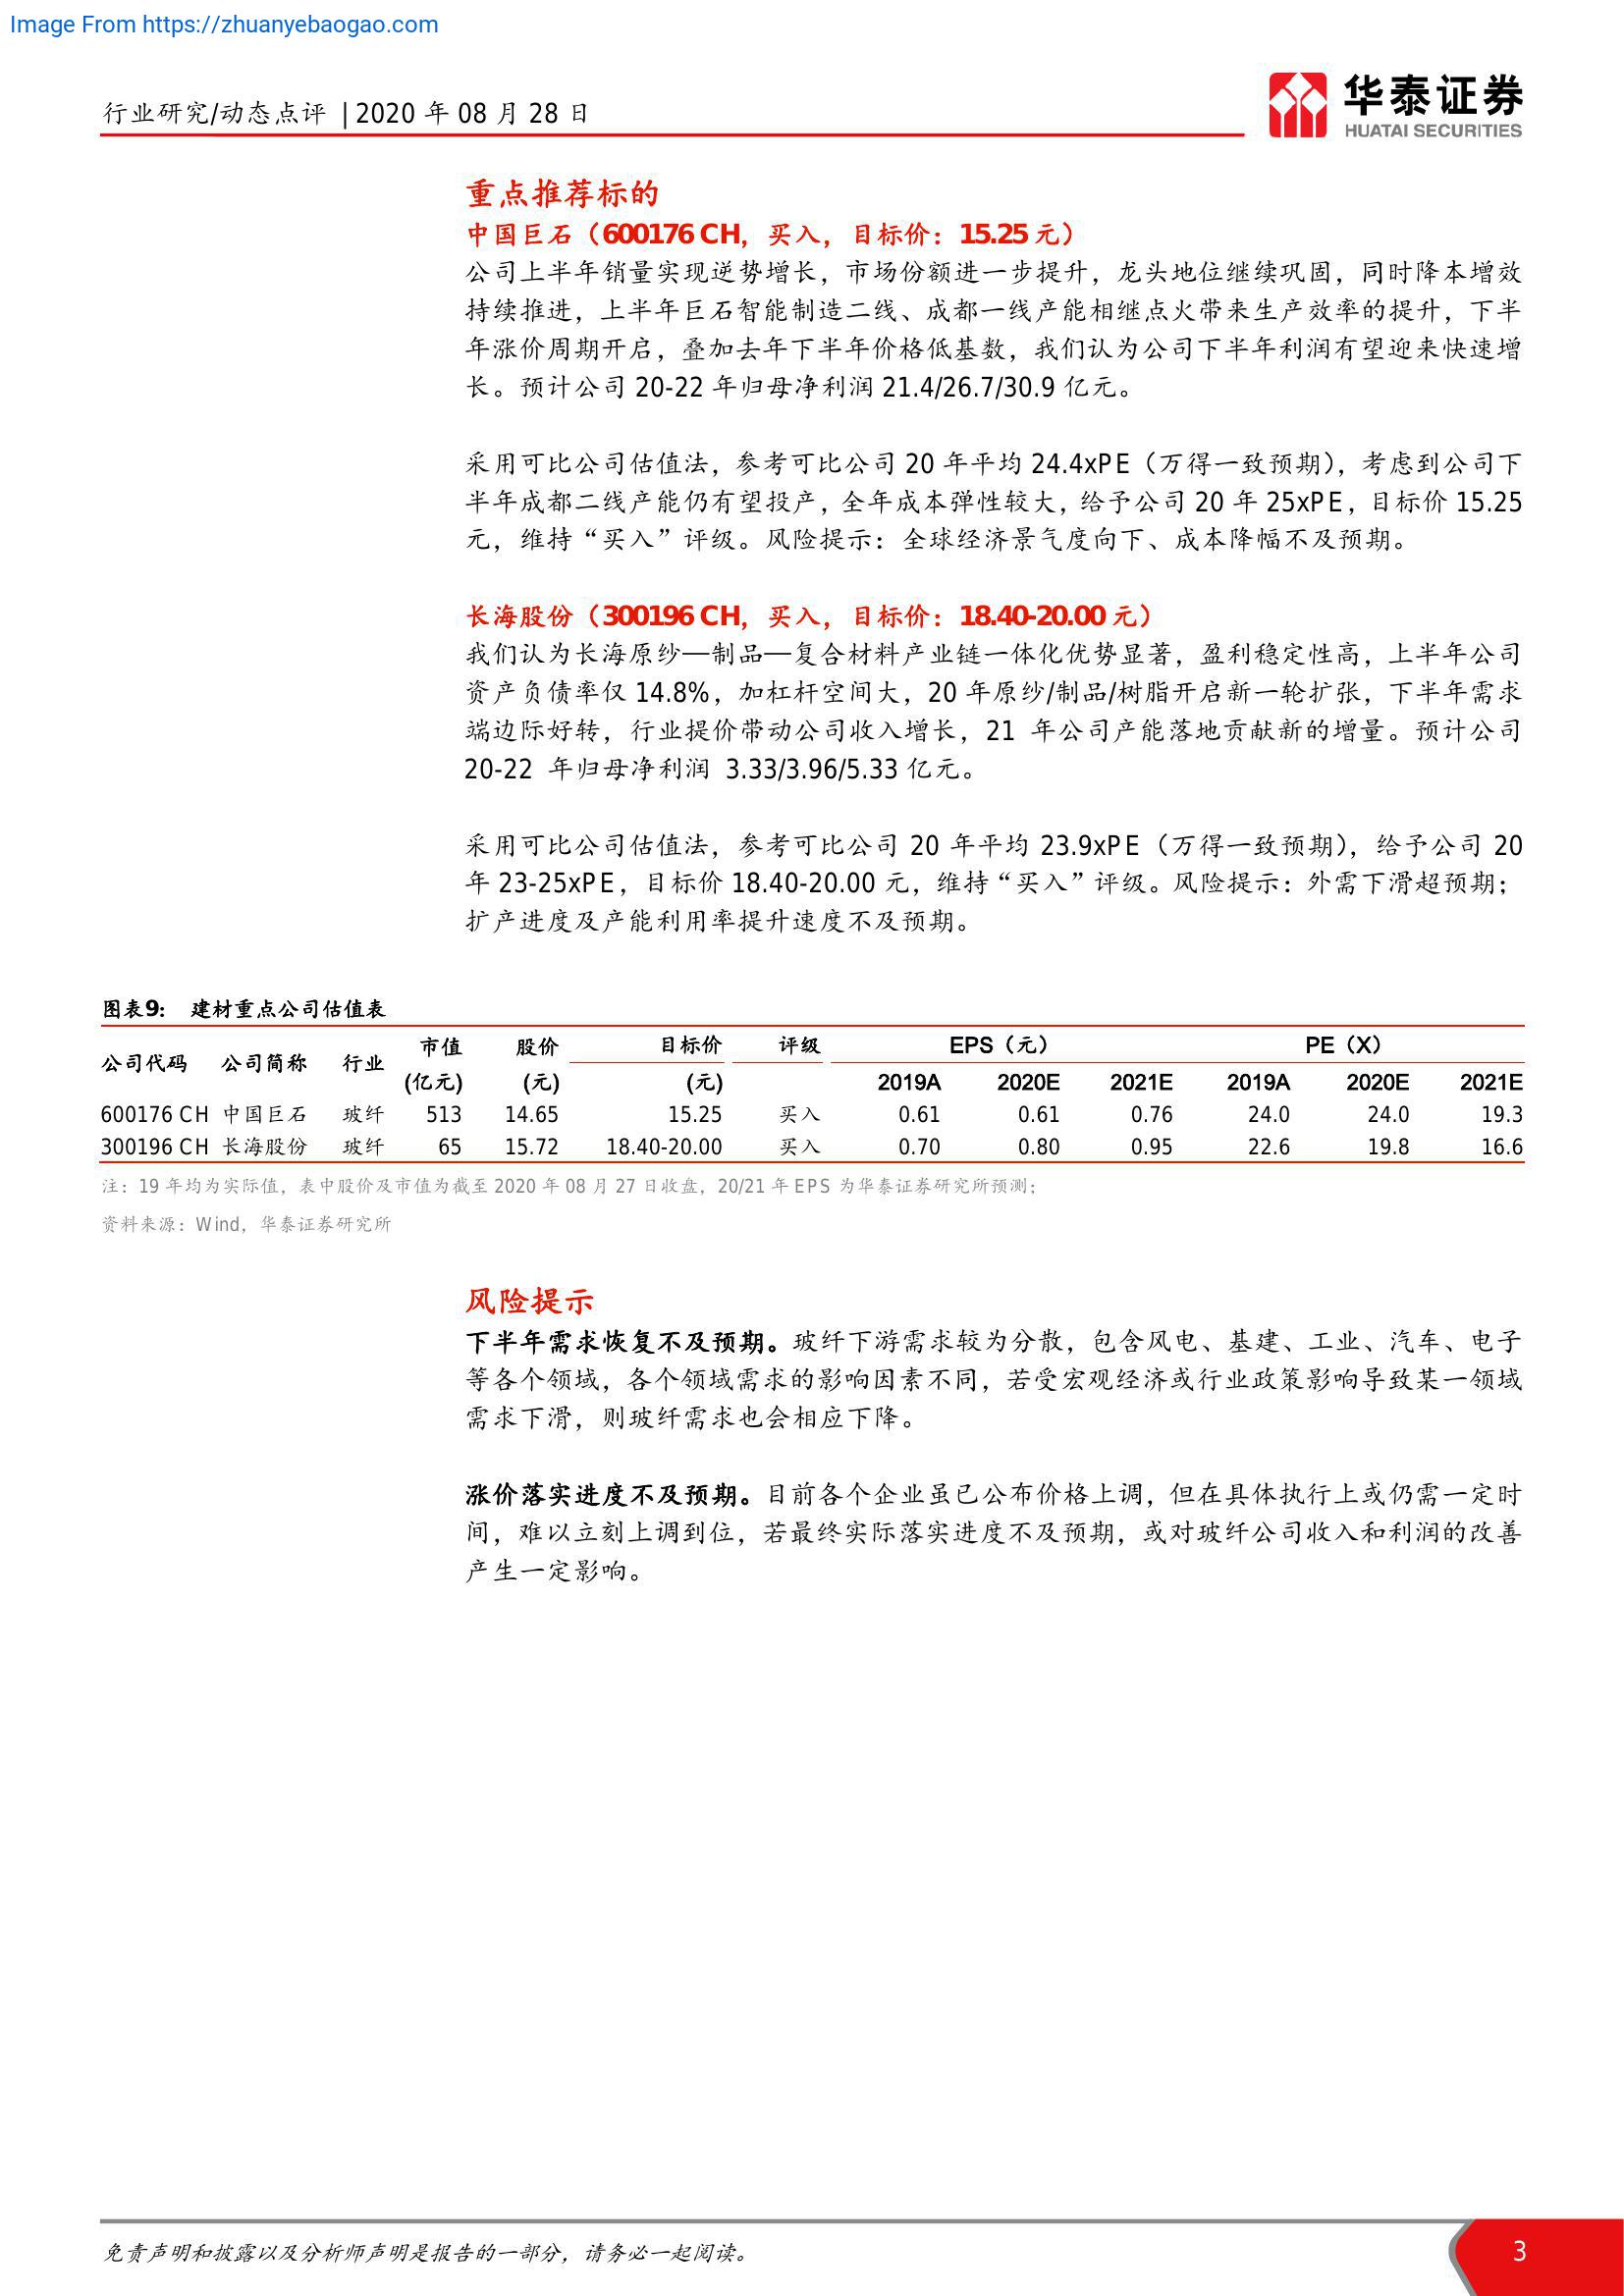 Image From https://zhuanyebaogao.com
行业研究/动态点评 | 2020 年 08 月 28 日
华泰证券
HUATAI SECURITIES
重点推荐标的
中国巨石（600176 CH，买入，目标价：15.25 元）
公司上半年销量实现逆势增长，市场份额进一步提升，龙头地位继续巩固，同时降本增效
持续推进，上半年巨石智能制造二线、成都一线产能相继点火带来生产效率的提升，下半
年涨价周期开启，叠加去年下半年价格低基数，我们认为公司下半年利润有望迎来快速增
长。预计公司 20-22 年归母净利润 21.4/26.7/30.9 亿元。
采用可比公司估值法，参考可比公司 20 年平均 24.4xPE（万得一致预期），考虑到公司下
半年成都二线产能仍有望投产，全年成本弹性较大，给予公司 20 年 25xPE，目标价 15.25
元，维持“买入”评级。风险提示：全球经济景气度向下、成本降幅不及预期。
长海股份（300196 CH，买入，目标价：18.40-20.00 元）
我们认为长海原纱—制品—复合材料产业链一体化优势显著，盈利稳定性高，上半年公司
资产负债率仅 14.8%，加杠杆空间大，20 年原纱/制品/树脂开启新一轮扩张，下半年需求
端边际好转，行业提价带动公司收入增长，21 年公司产能落地贡献新的增量。预计公司
20-22 年归母净利润 3.33/3.96/5.33 亿元。
采用可比公司估值法，参考可比公司 20 年平均 23.9xPE（万得一致预期），给予公司 20
年 23-25xPE，目标价 18.40-20.00 元，维持“买入”评级。风险提示：外需下滑超预期；
扩产进度及产能利用率提升速度不及预期。
图表9： 建材重点公司估值表
公司代码 公司简称 行业 市值 股价 目标价 评级 EPS（元） PE（X）
(亿元) (元) (元) 2019A 2020E 2021E 2019A 2020E 2021E
600176 CH 中国巨石 玻纤 513 14.65 15.25 买入 0.61 0.61 0.76 24.0 24.0 19.3
300196 CH 长海股份 玻纤 65 15.72 18.40-20.00 买入 0.70 0.80 0.95 22.6 19.8 16.6
注：19 年均为实际值，表中股价及市值为截至 2020 年 08 月 27 日收盘，20/21 年 EPS 为华泰证券研究所预测；
资料来源：Wind，华泰证券研究所
风险提示
下半年需求恢复不及预期。玻纤下游需求较为分散，包含风电、基建、工业、汽车、电子
等各个领域，各个领域需求的影响因素不同，若受宏观经济或行业政策影响导致某一领域
需求下滑，则玻纤需求也会相应下降。
涨价落实进度不及预期。目前各个企业虽已公布价格上调，但在具体执行上或仍需一定时
间，难以立刻上调到位，若最终实际落实进度不及预期，或对玻纤公司收入和利润的改善
产生一定影响。
免责声明和披露以及分析师声明是报告的一部分，请务必一起阅读。
3